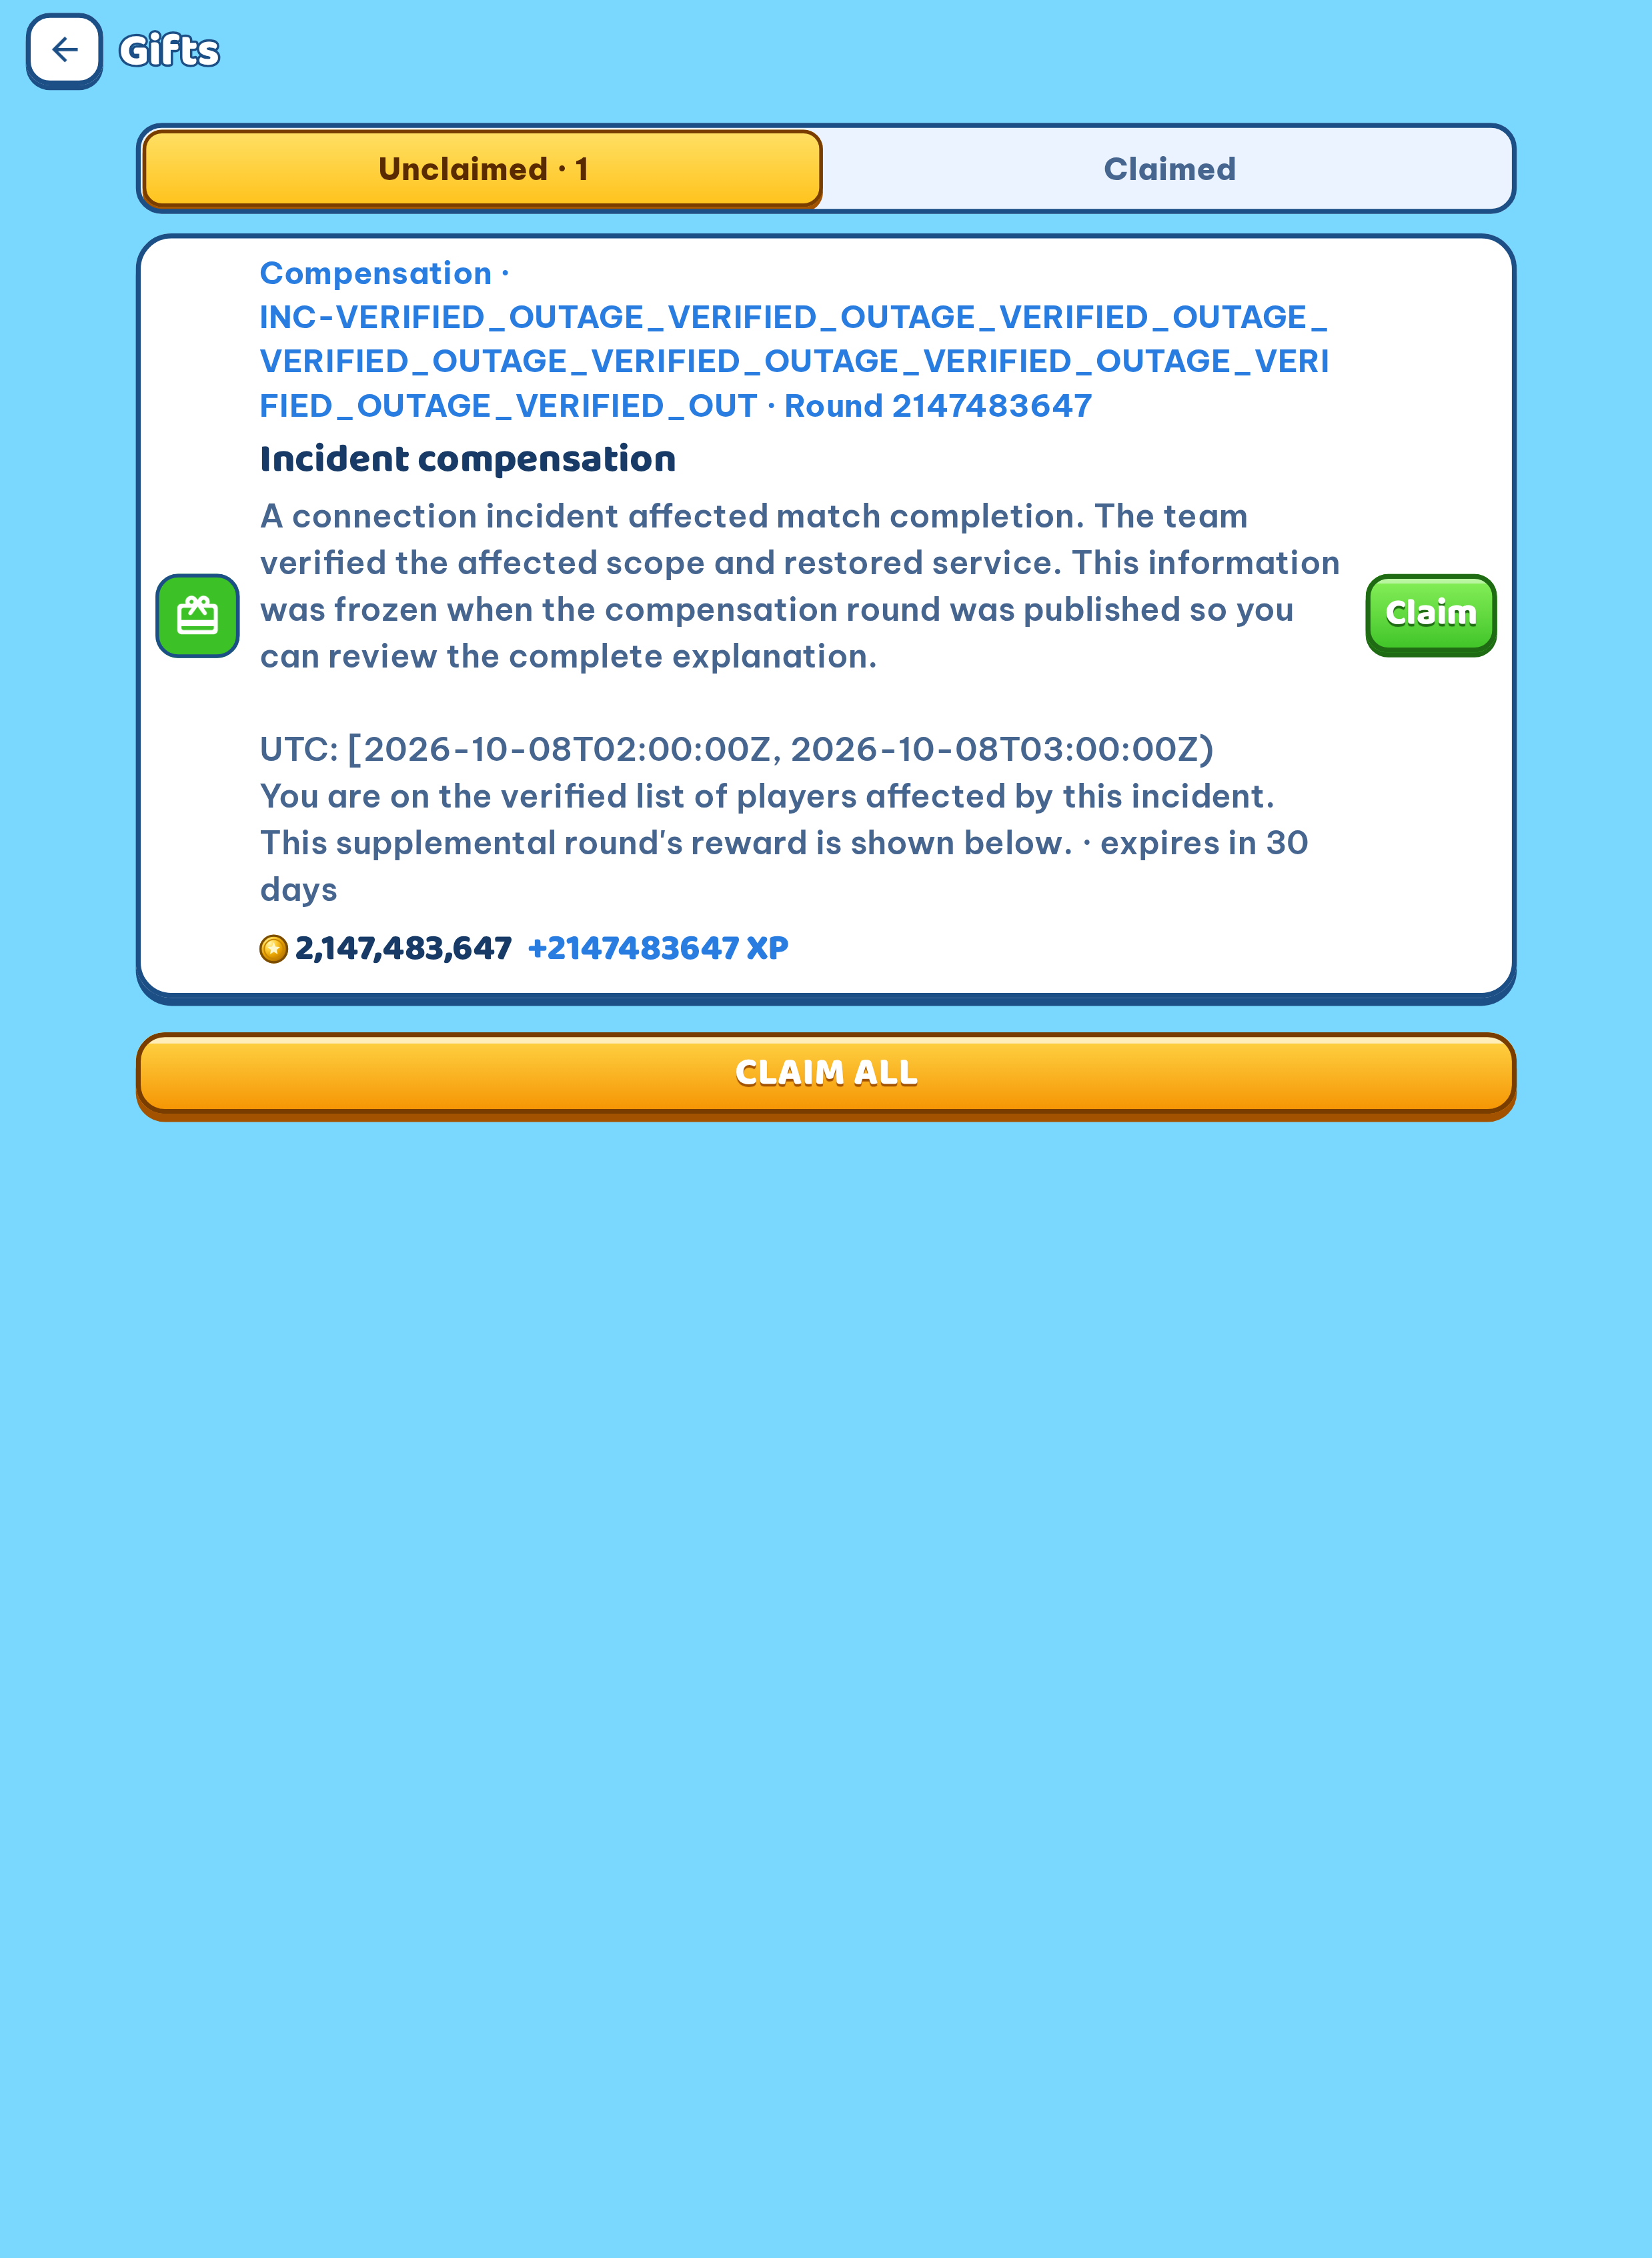 Gifts
Unclaimed · 1
Claimed
Compensation ·
INC-VERIFIED_OUTAGE_VERIFIED_OUTAGE_VERIFIED_OUTAGE_
VERIFIED_OUTAGE_VERIFIED_OUTAGE_VERIFIED_OUTAGE_VERI
FIED_OUTAGE_VERIFIED_OUT · Round 2147483647
Incident compensation
A connection incident affected match completion. The team
verified the affected scope and restored service. This information
was frozen when the compensation round was published so you
can review the complete explanation.
UTC: [2026-10-08T02:00:00Z, 2026-10-08T03:00:00Z)
You are on the verified list of players affected by this incident.
This supplemental round's reward is shown below. · expires in 30
days
2,147,483,647 +2147483647 XP
Claim
CLAIM ALL